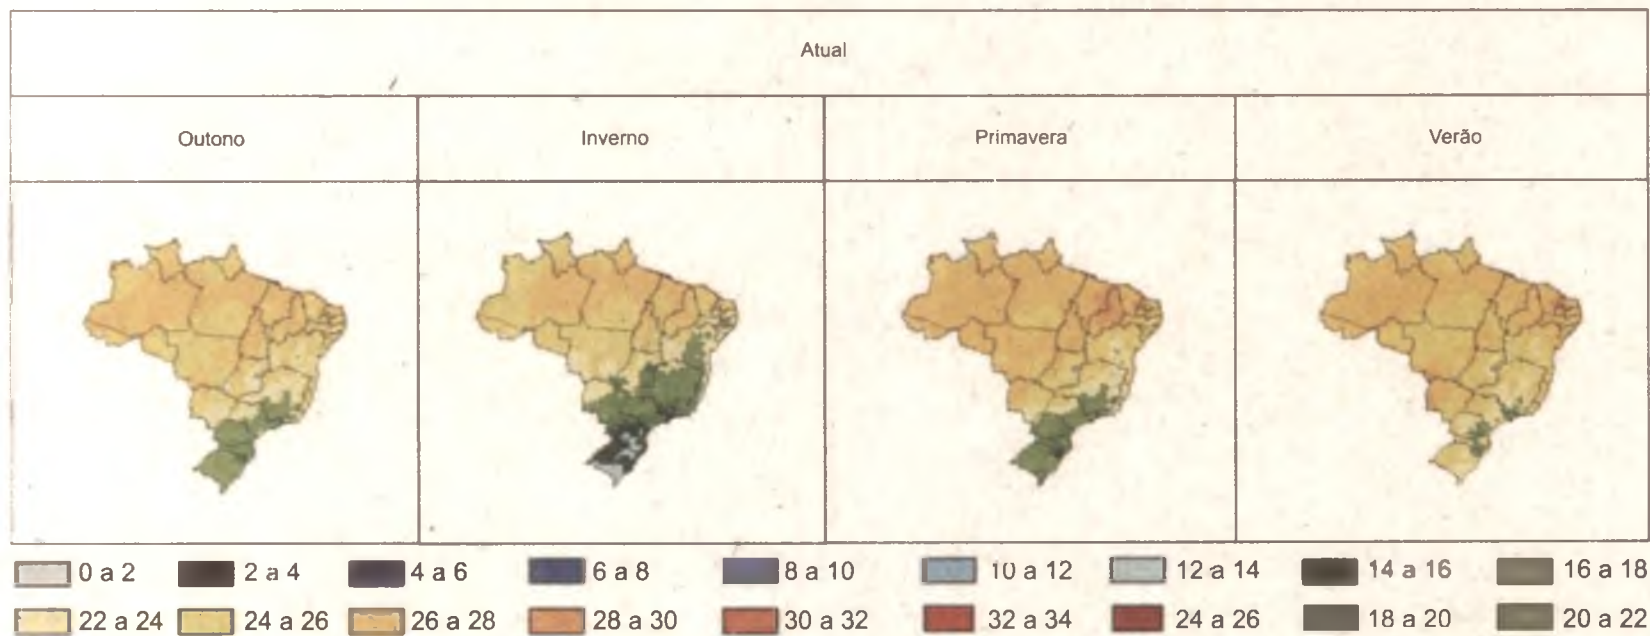 Atual
Outono Inverno Primavera Verão
0 a 2 2 a 4 4 a 6 6 a 8 8 a 10 10 a 12 12 a 14 14 a 16 16 a 18
22 a 24 24 a 26 26 a 28 28 a 30 30 a 32 32 a 34 24 a 26 18 a 20 20 a 22